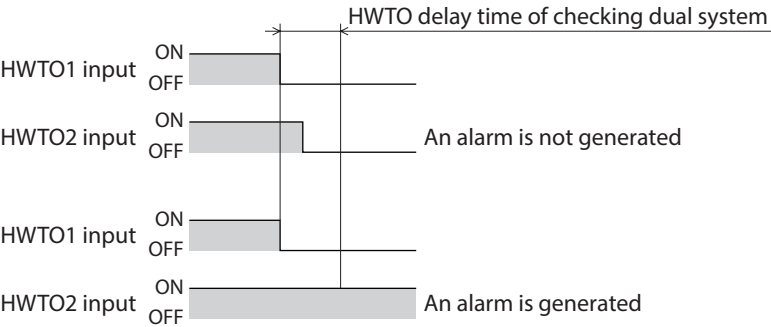 HWTO delay time of checking dual system
HWTO1 input ON
OFF
HWTO2 input ON
OFF An alarm is not generated
HWTO1 input ON
OFF
HWTO2 input ON
OFF An alarm is generated